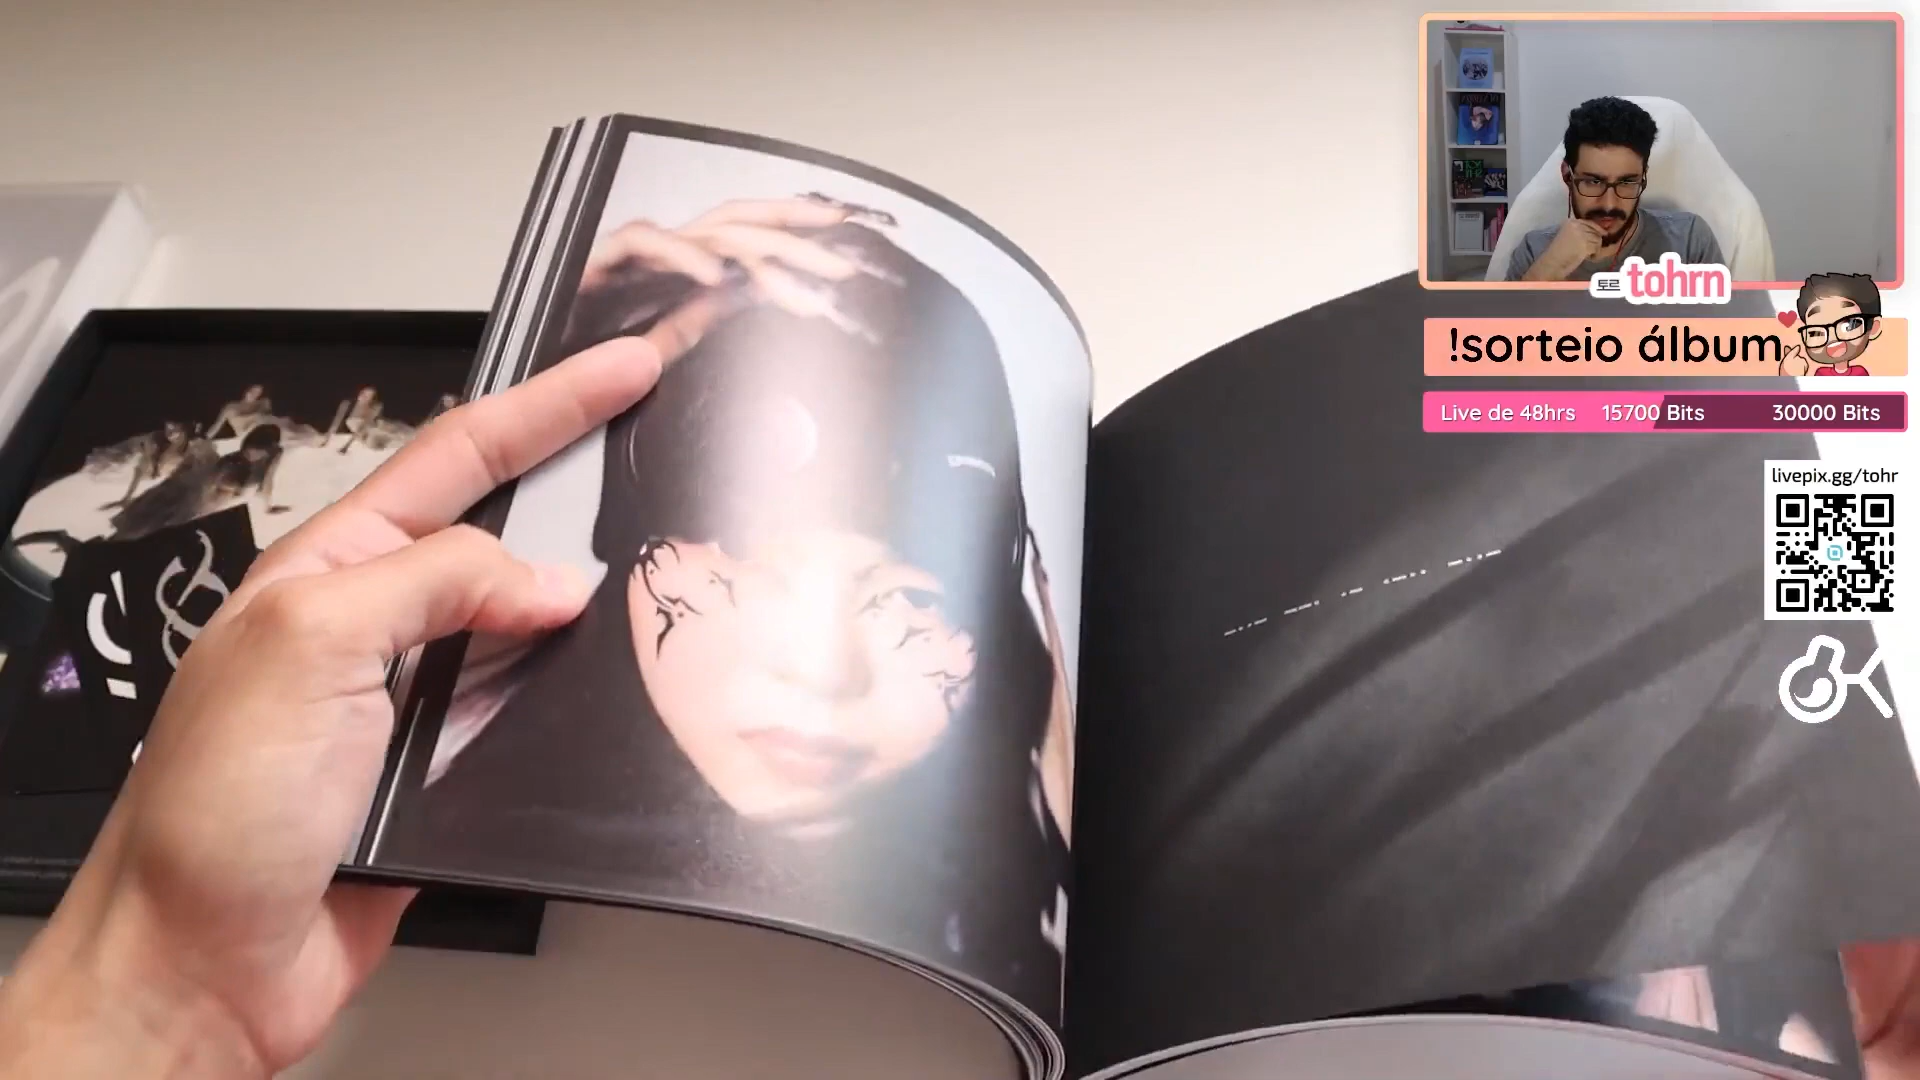 토르 tohrn
!sorteio álbum
Live de 48hrs 15700 Bits 30000 Bits
livepix.gg/tohr